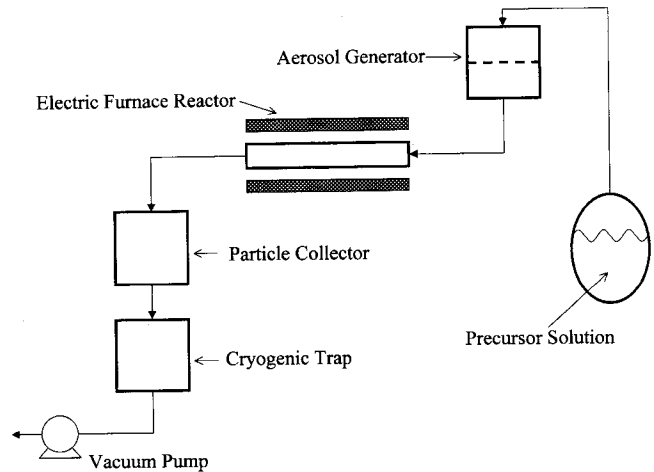 Aerosol Generator
Electric Furnace Reactor
Particle Collector
Precursor Solution
Cryogenic Trap
Vacuum Pump